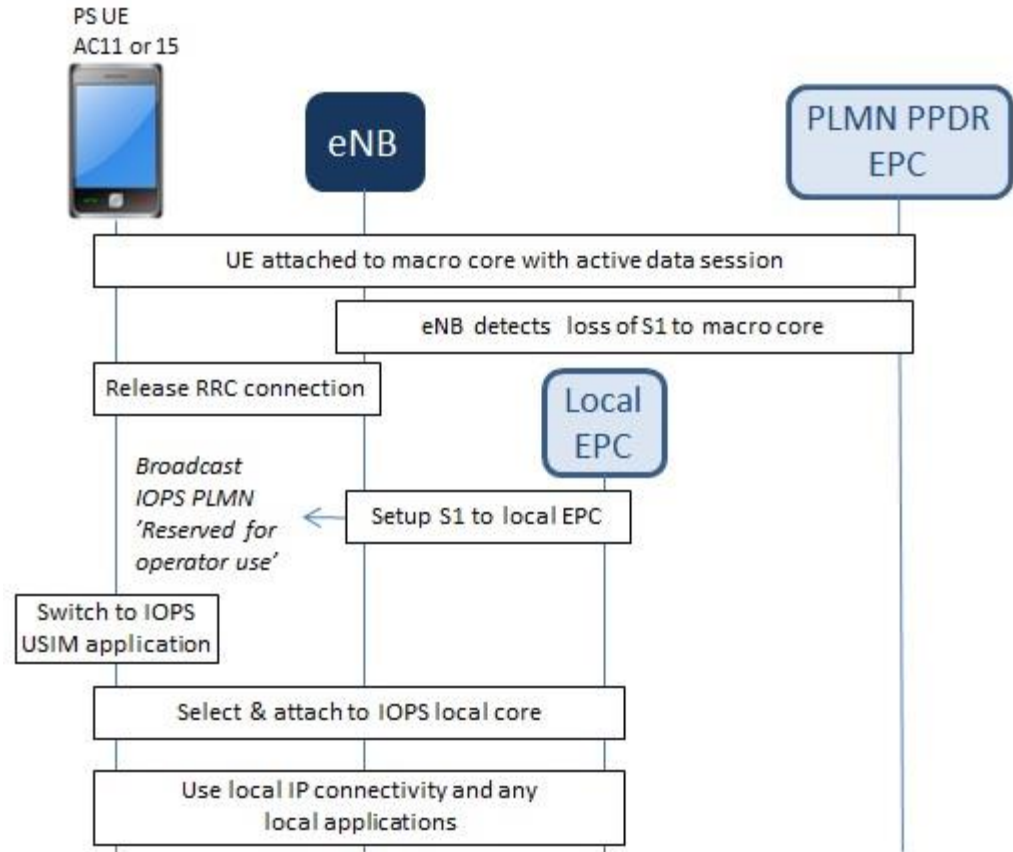 PS UE
AC11 or 15
eNB
PLMN PPDR
EPC
UE attached to macro core with active data session
eNB detects loss of S1 to macro core
Release RRC connection
Local
EPC
Broadcast
IOPS PLMN
'Reserved for
operator use'
Setup S1 to local EPC
Switch to IOPS
USIM application
Select & attach to IOPS local core
Use local IP connectivity and any
local applications